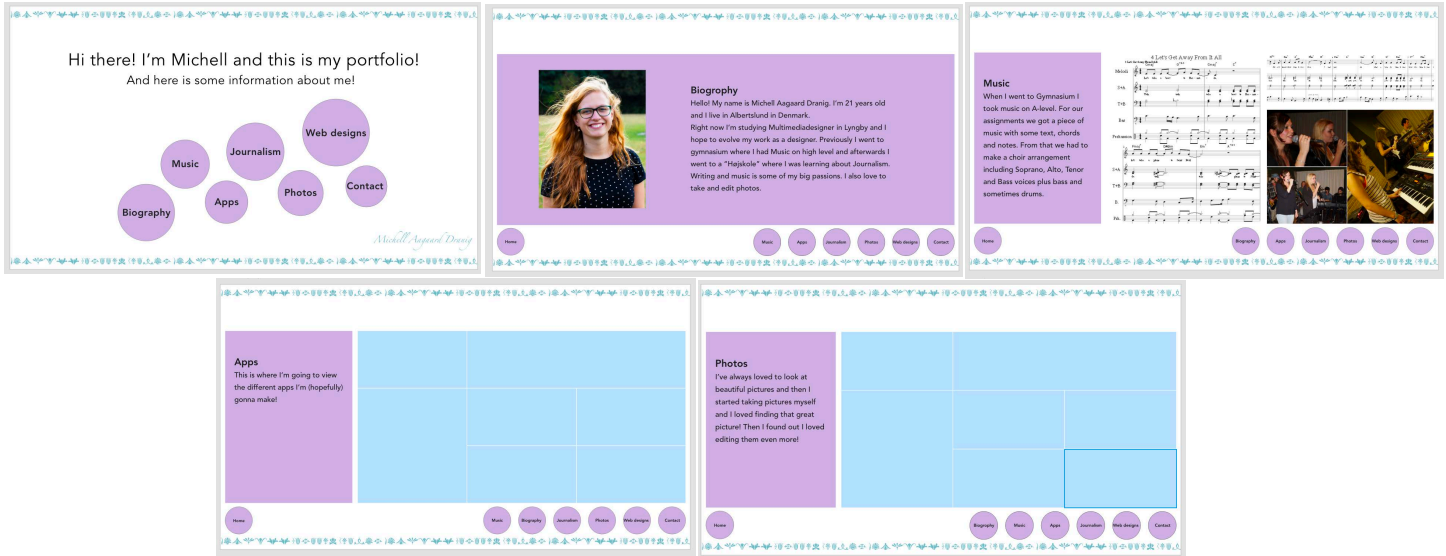 Hi there! I'm Michell and this is my portfolio!
And here is some information about me!
Web designs
Journalism
Music
Contact
Photos
Apps
Biography
Michell Aagaard Dranig
Biography
Hello! My name is Michell Aagaard Dranig. I'm 21 years old
and I live in Albertslund in Denmark.
Right now I'm studying Multimediadesigner in Lyngby and I
hope to evolve my work as a designer. Previously I went to
gymnasium where I had Music on high level and afterwards I
went to a "Højskole" where I was learning about Journalism.
Writing and music is some of my big passions. I also love to
take and edit photos.
Home
Music
Apps
Journalism
Photos
Web designs
Contact
Music
When I went to Gymnasium I
took music on A-level. For our
assignments we got a piece of
music with some text, chords
and notes. From that we had to
make a choir arrangement
including Soprano, Alto, Tenor
and Bass voices plus bass and
sometimes drums.
4 Let's Get Away From It All
Melodi
S+A
T+B
Bas
S+A
T+B
Home
Biography
Apps
Journalism
Photos
Web designs
Contact
Apps
This is where I'm going to view
the different apps I'm (hopefully)
gonna make!
Home
Music
Biography
Journalism
Photos
Web designs
Contact
Photos
I've always loved to look at
beautiful pictures and then I
started taking pictures myself
and I loved finding that great
picture! Then I found out I loved
editing them even more!
Home
Biography
Music
Apps
Journalism
Web designs
Contact